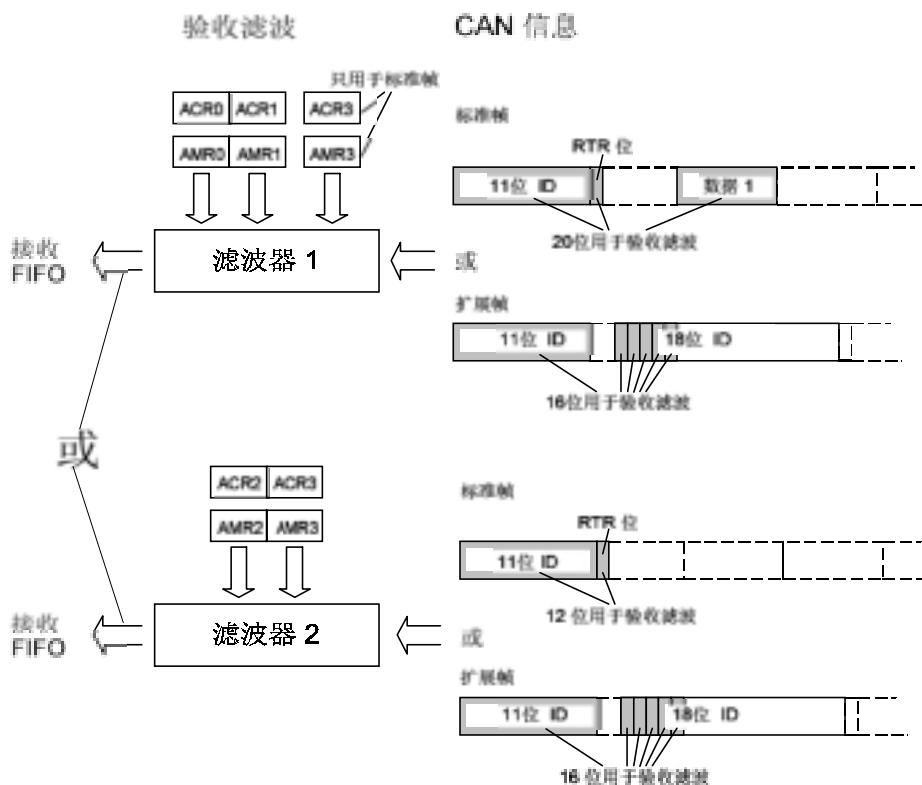 验收滤波
CAN 信息
只用于标准帧
ACR0 ACR1 ACR3
AMR0 AMR1 AMR3
标准帧
RTR 位
11位 ID
数据 1
20位用于验收滤波
接收
FIFO
滤波器 1
或
扩展帧
11位 ID
18位 ID
16位用于验收滤波
或
ACR2 ACR3
AMR2 AMR3
标准帧
RTR 位
11位 ID
12 位用于验收滤波
接收
FIFO
滤波器 2
或
扩展帧
11位 ID
18位 ID
16 位用于验收滤波